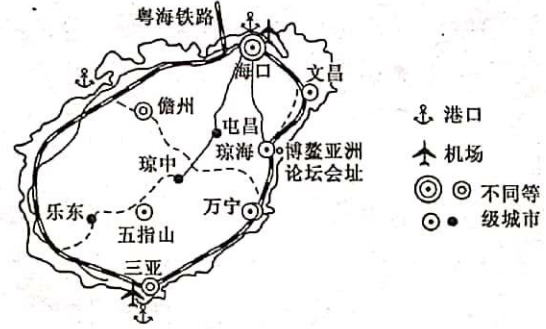 粤海铁路
海口
文昌
儋州
屯昌
琼海
博鳌亚洲
论坛会址
琼中
乐东
五指山
万宁
三亚
港口
机场
不同等
级城市